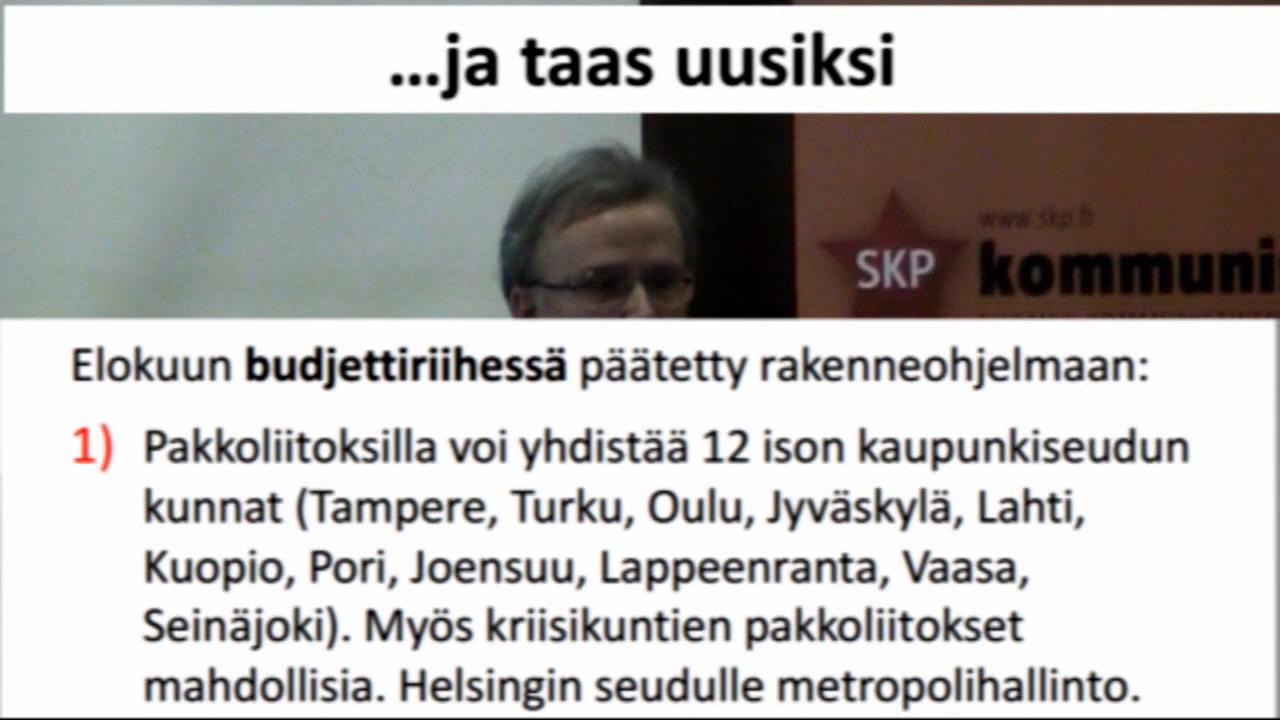 ...ja taas uusiksi
www.skp.fi
SKP
kommuni
Elokuun budjettiriihessä päätetty rakenneohjelmaan:
1) Pakkoliitoksilla voi yhdistää 12 ison kaupunkiseudun
kunnat (Tampere, Turku, Oulu, Jyväskylä, Lahti,
Kuopio, Pori, Joensuu, Lappeenranta, Vaasa,
Seinäjoki). Myös kriisikuntien pakkoliitokset
mahdollisia. Helsingin seudulle metropolihallinto.